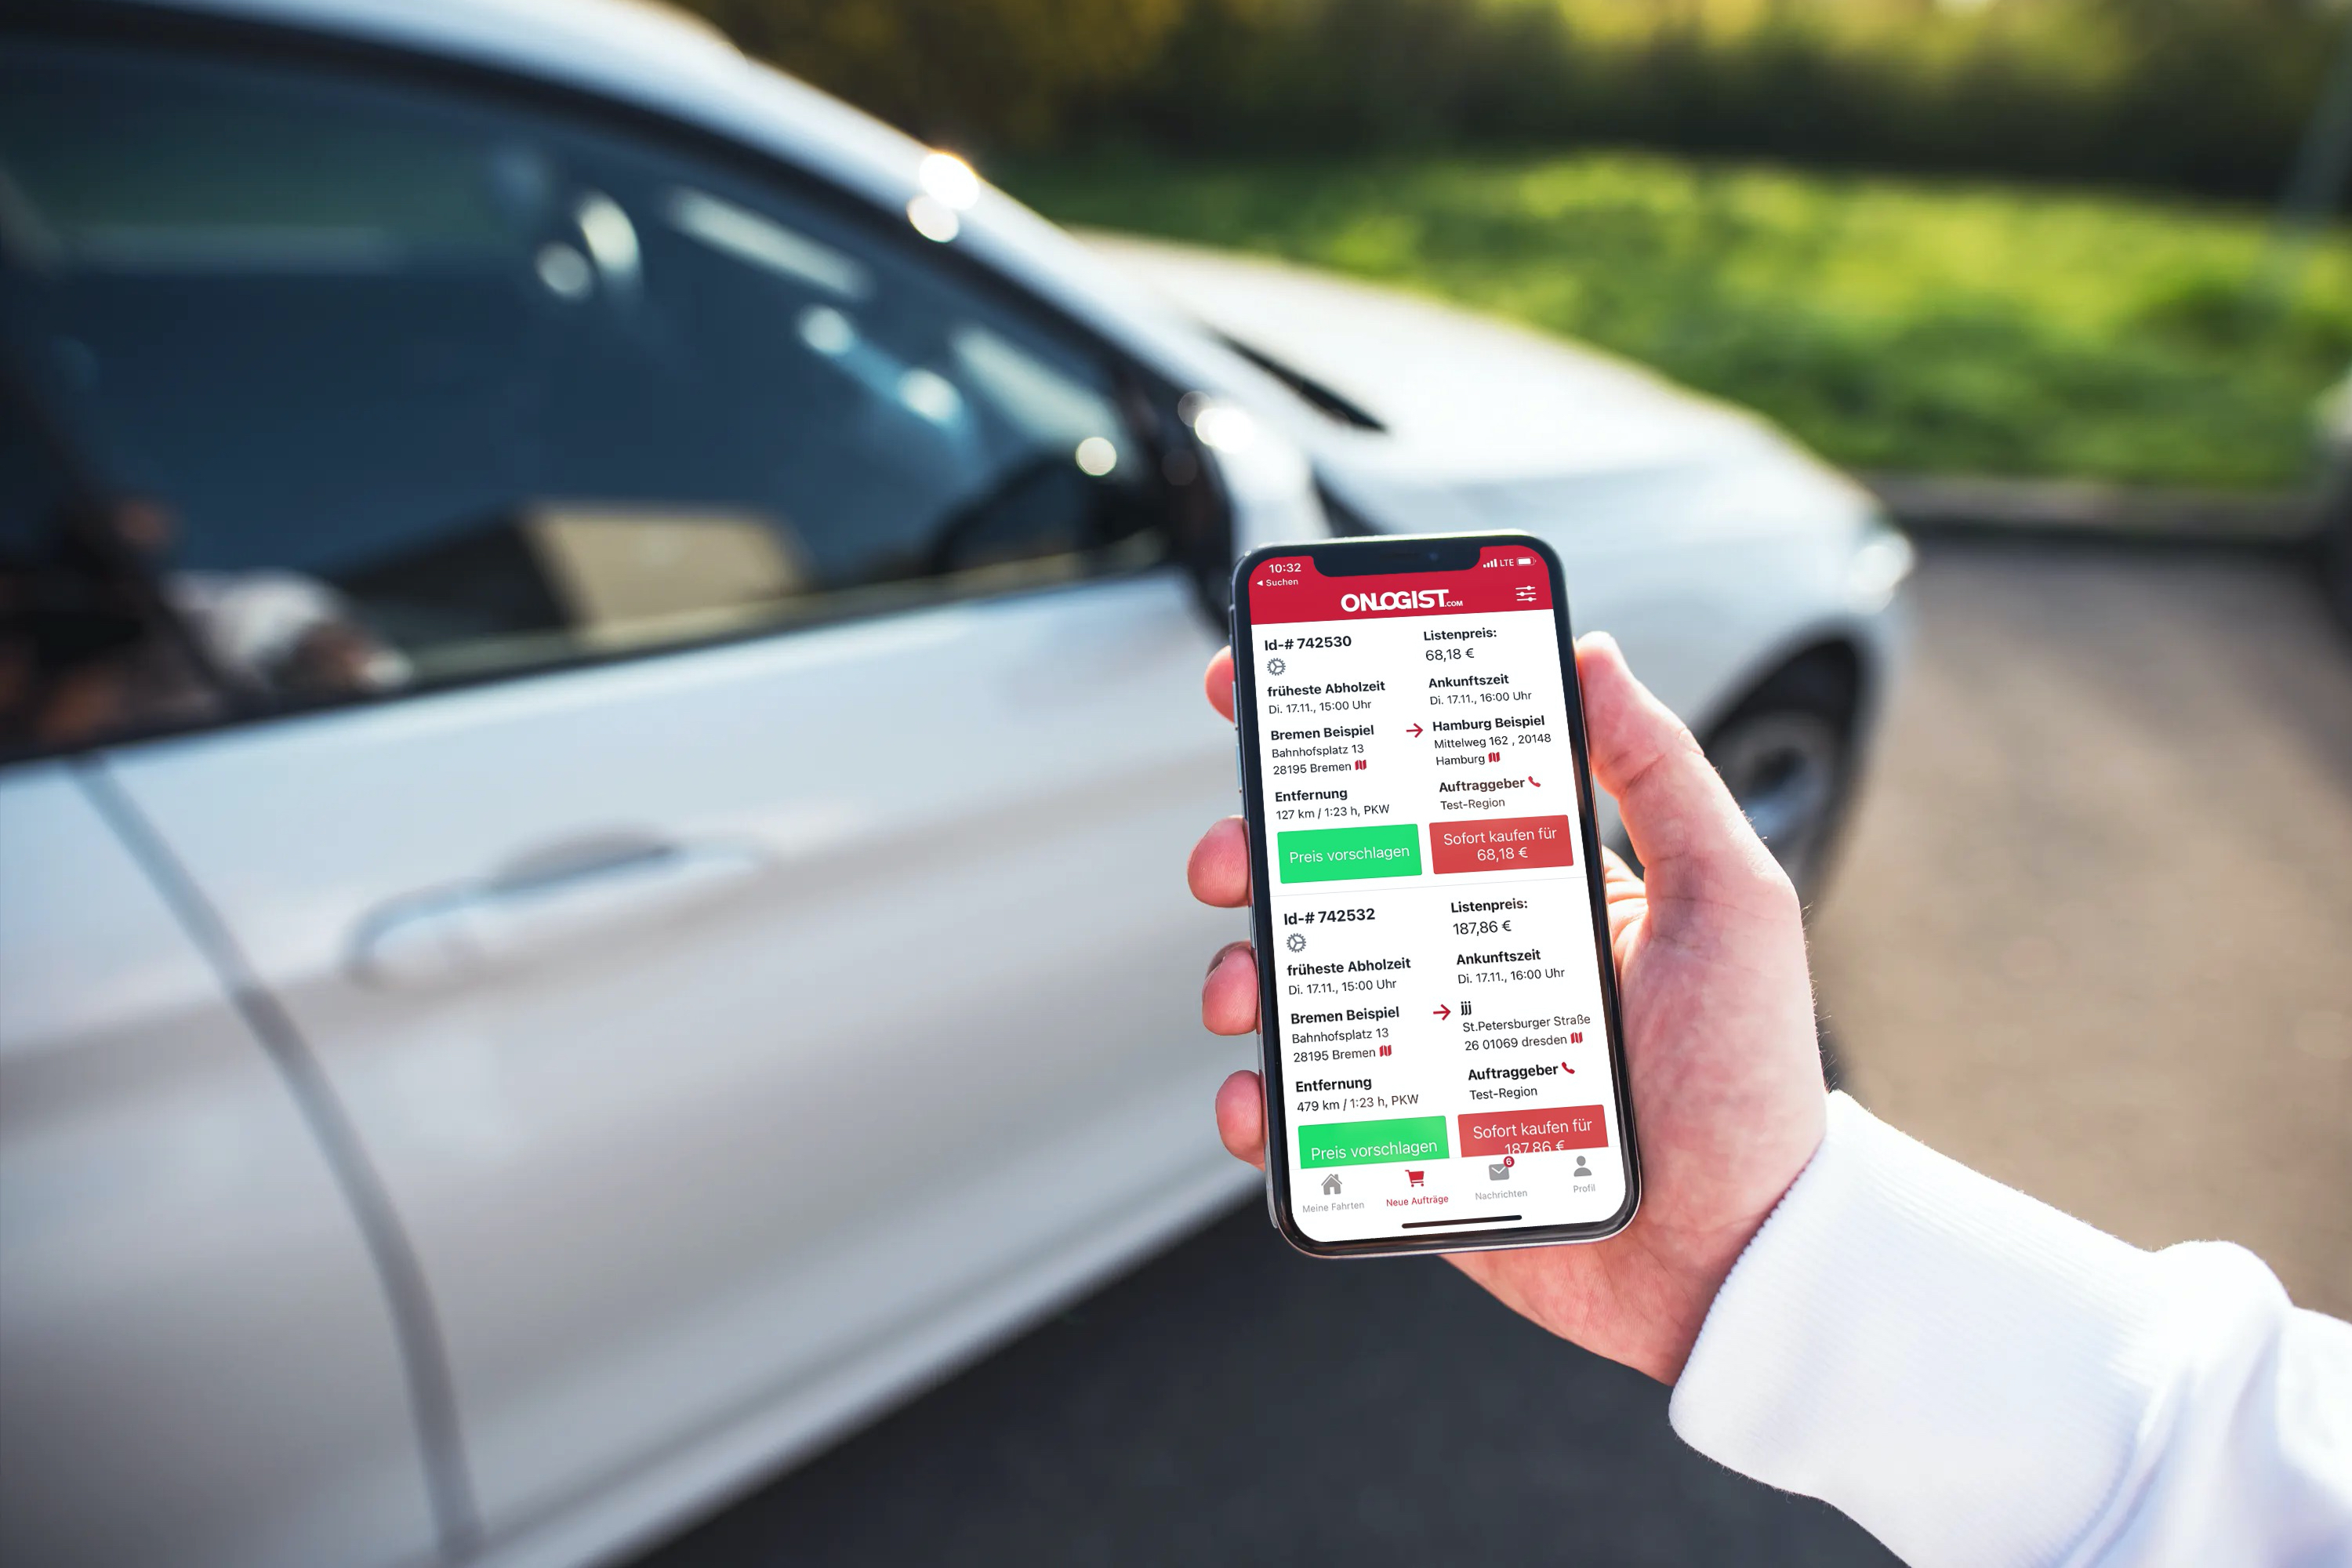 10:32
LTE
◀ Suchen
ONLOGIST.COM
Id-# 742530
Listenpreis:
68,18 €
früheste Abholzeit
Di. 17.11., 15:00 Uhr
Ankunftszeit
Di. 17.11., 16:00 Uhr
Bremen Beispiel
Bahnhofsplatz 13
28195 Bremen
→
Hamburg Beispiel
Mittelweg 162 , 20148
Hamburg
Entfernung
127 km / 1:23 h, PKW
Auftraggeber
Test-Region
Preis vorschlagen
Sofort kaufen für
68,18 €
Id-# 742532
Listenpreis:
187,86 €
früheste Abholzeit
Di. 17.11., 15:00 Uhr
Ankunftszeit
Di. 17.11., 16:00 Uhr
Bremen Beispiel
Bahnhofsplatz 13
28195 Bremen
→
jjj
St.Petersburger Straße
26 01069 dresden
Entfernung
479 km / 1:23 h, PKW
Auftraggeber
Test-Region
Preis vorschlagen
Sofort kaufen für
187,86 €
6
Meine Fahrten
Neue Aufträge
Nachrichten
Profil